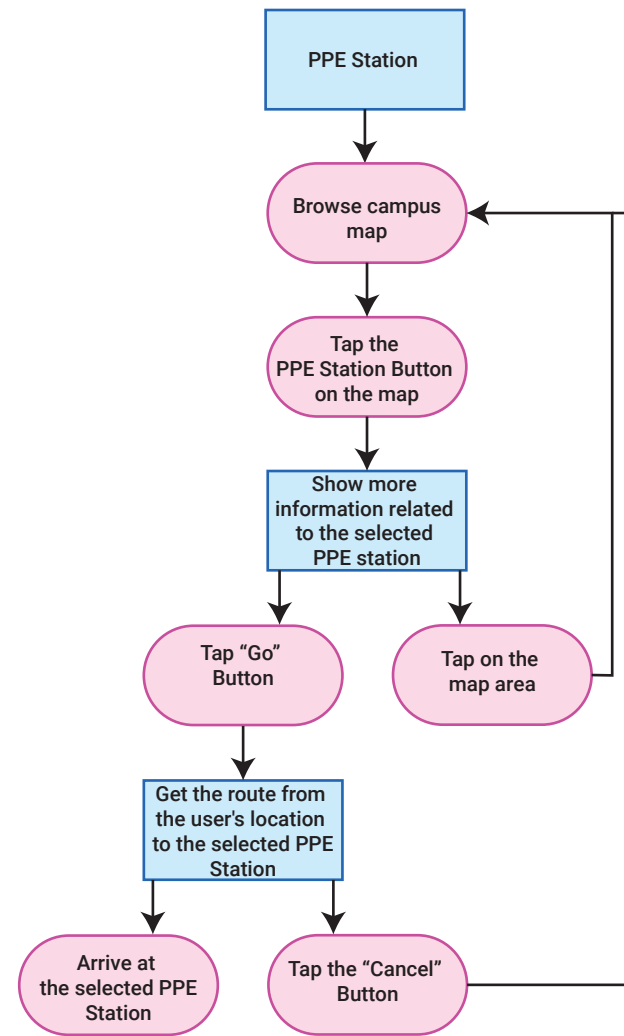 PPE Station
Browse campus
map
Tap the
PPE Station Button
on the map
Show more
information related
to the selected
PPE station
Tap “Go”
Button
Tap on the
map area
Get the route from
the user's location
to the selected PPE
Station
Arrive at
the selected PPE
Station
Tap the “Cancel”
Button